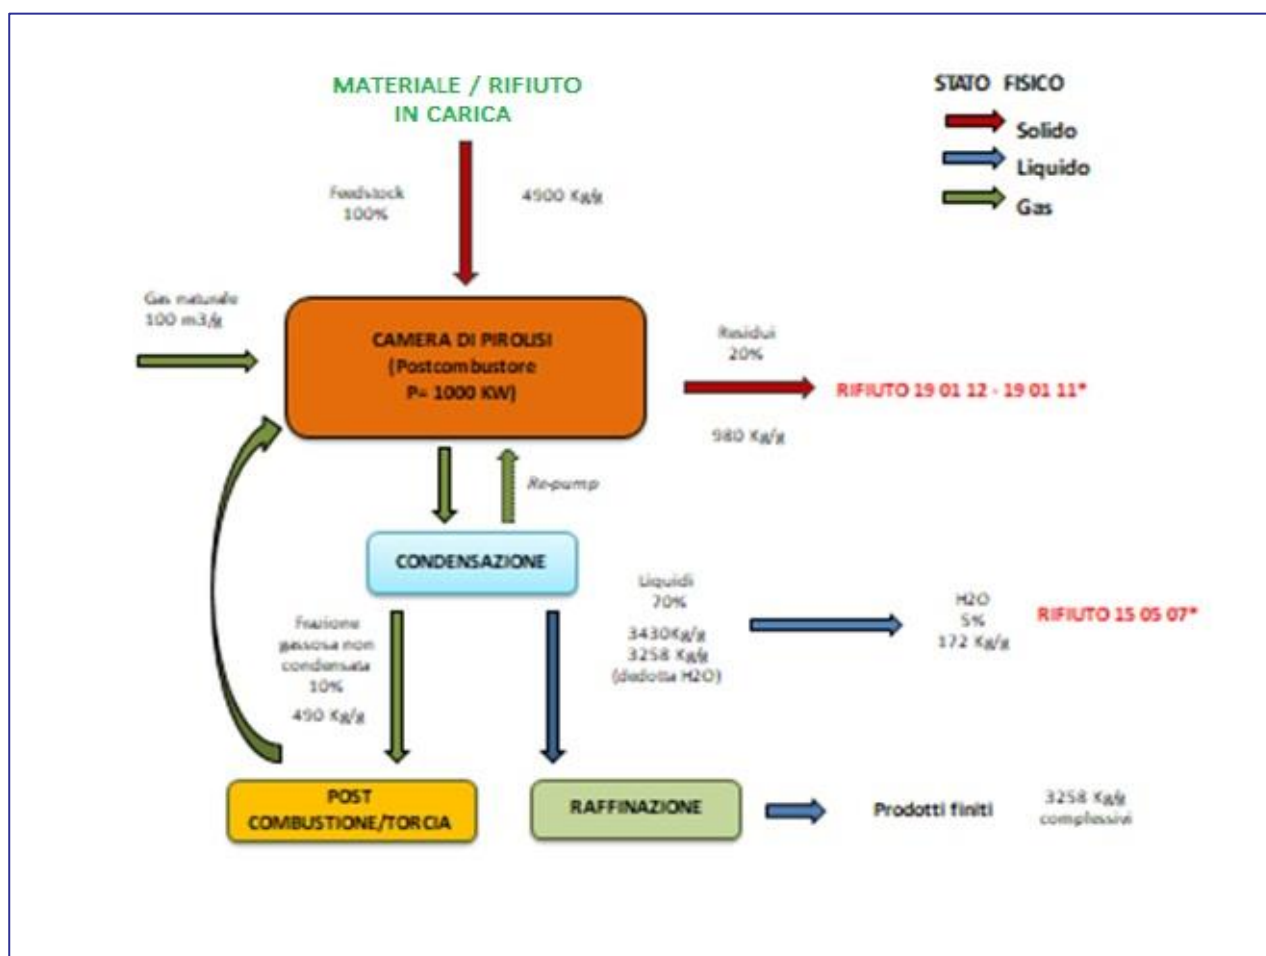 MATERIALE / RIFIUTO
IN CARICA
STATO FISICO
Solido
Liquido
Gas
Feedstock
100%
4900 Kg/g
Gas naturale
100 m3/g
CAMERA DI PIROLISI
(Postcombustore
P= 1000 KW)
Residui
20%
RIFIUTO 19 01 12 - 19 01 11*
980 Kg/g
Re-pump
CONDENSAZIONE
Liquidi
70%
3430Kg/g
3258 Kg/g
(dedotta H2O)
H2O
5%
172 Kg/g
RIFIUTO 15 05 07*
Frazione
gassosa non
condensata
10%
490 Kg/g
POST
COMBUSTIONE/TORCIA
RAFFINAZIONE
Prodotti finiti
3258 Kg/g
complessivi